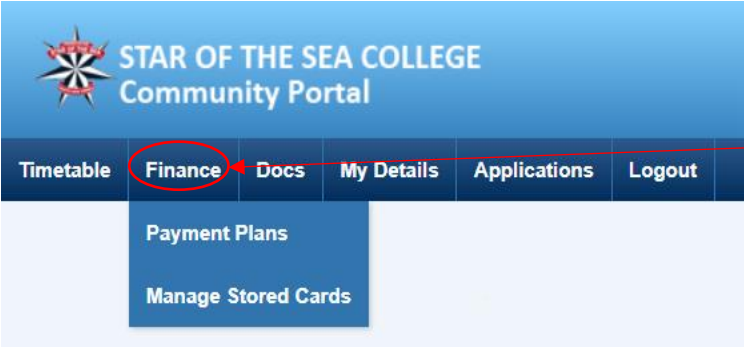 STAR OF THE SEA COLLEGE
Community Portal
Timetable Finance Docs My Details Applications Logout
Payment Plans
Manage Stored Cards